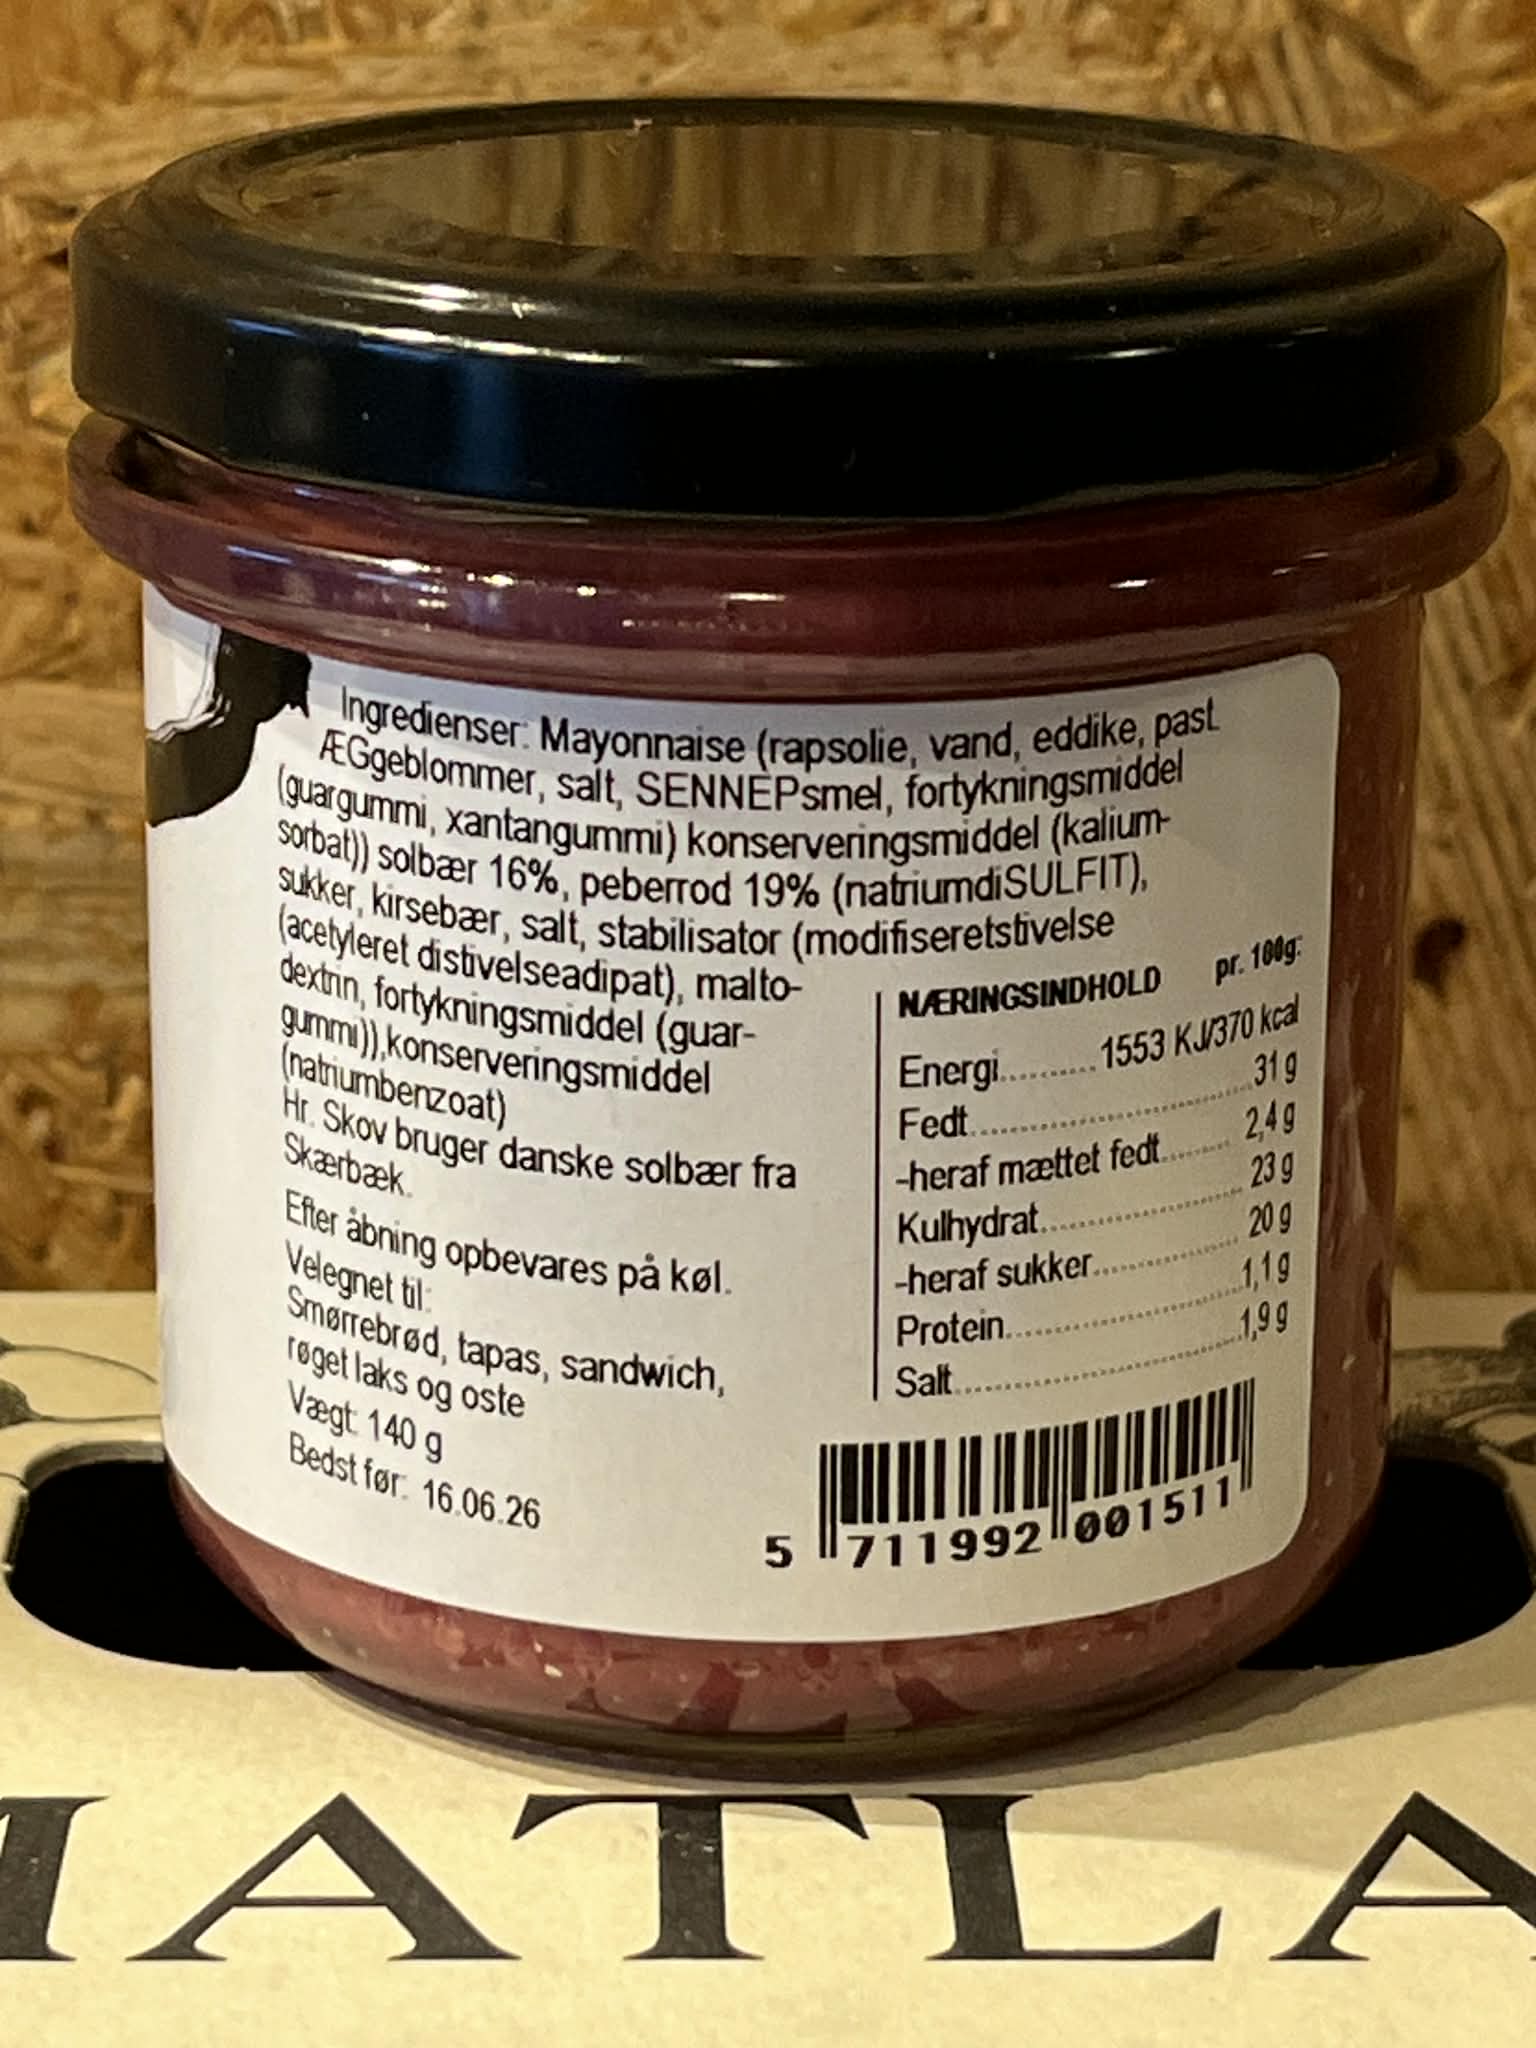 Ingredienser: Mayonnaise (rapsolie, vand, eddike, past.
ÆGgeblommer, salt, SENNEPsmel, fortykningsmiddel
(guargummi, xantangummi) konserveringsmiddel (kalium-
sorbat)) solbær 16%, peberrod 19% (natriumdiSULFIT),
sukker, kirsebær, salt, stabilisator (modifiseretstivelse
(acetyleret distivelseadipat), malto-
dextrin, fortykningsmiddel (guar-
gummi)),konserveringsmiddel
(natriumbenzoat)
Hr. Skov bruger danske solbær fra
Skærbæk.
Efter åbning opbevares på køl.
Velegnet til:
Smørrebrød, tapas, sandwich,
røget laks og oste
Vægt: 140 g
Bedst før: 16.06.26
NÆRINGSINDHOLD pr. 100g:
Energi..........1553 KJ/370 kcal
Fedt..............................31 g
-heraf mættet fedt........2,4 g
Kulhydrat......................23 g
-heraf sukker................20 g
Protein.........................1,1 g
Salt..............................1,9 g
5 711992 001511
MATLA